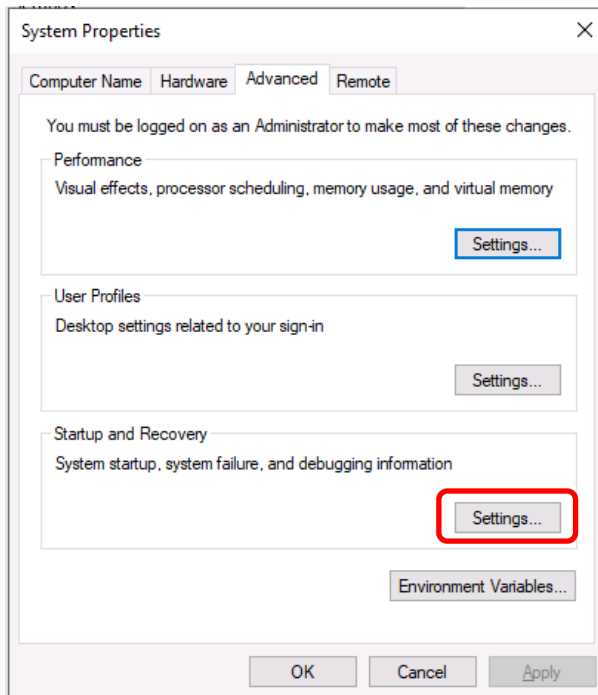 System Properties
Computer Name Hardware Advanced Remote
You must be logged on as an Administrator to make most of these changes.
Performance
Visual effects, processor scheduling, memory usage, and virtual memory
Settings...
User Profiles
Desktop settings related to your sign-in
Settings...
Startup and Recovery
System startup, system failure, and debugging information
Settings...
Environment Variables...
OK Cancel Apply